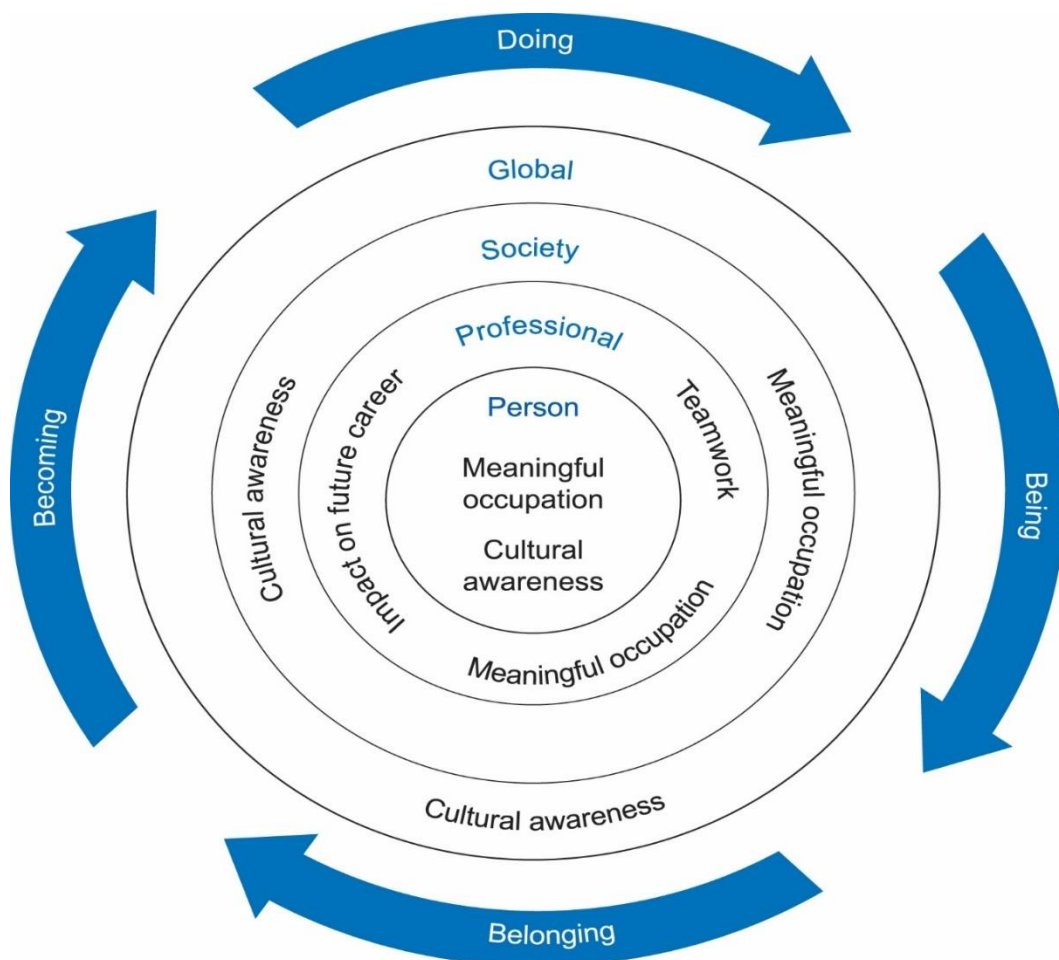 Doing
Global
Society
Professional
Person
Meaningful
occupation
Cultural
awareness
Impact on future career
Teamwork
Meaningful occupation
Cultural awareness
Meaningful occupation
Cultural awareness
Becoming
Being
Belonging